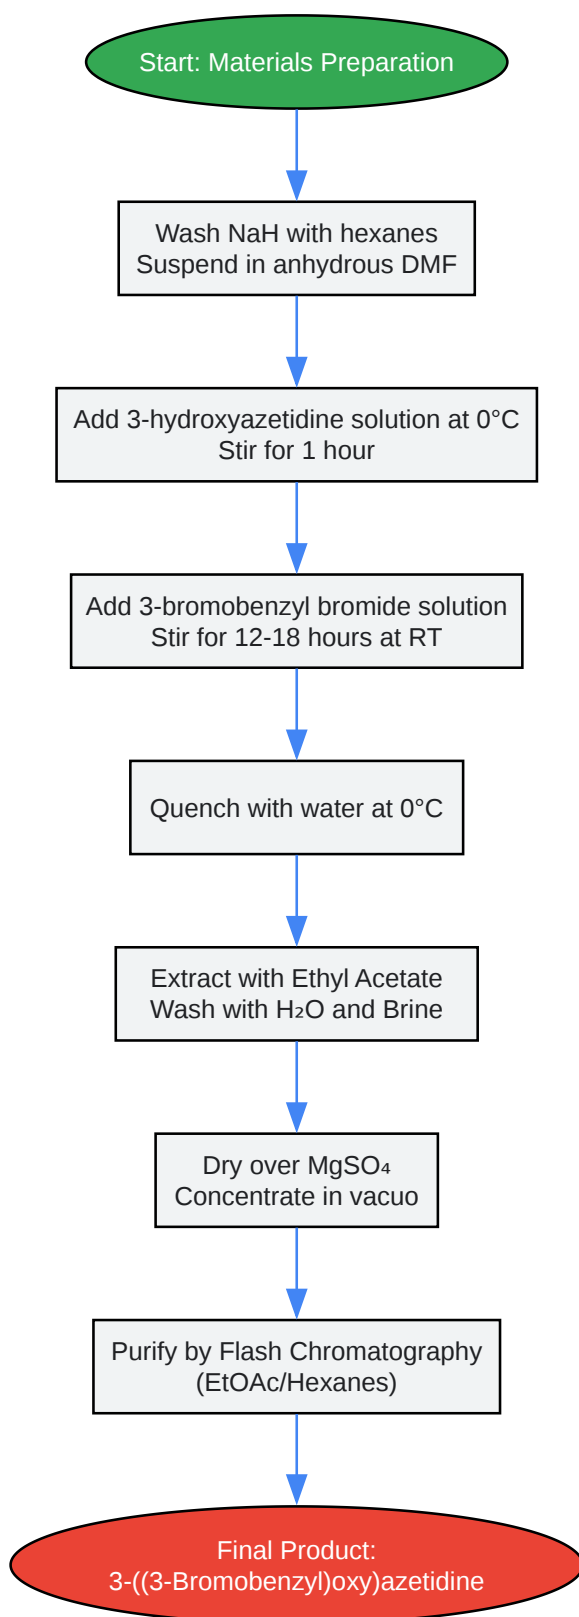 Start: Materials Preparation
Wash NaH with hexanes
Suspend in anhydrous DMF
Add 3-hydroxyazetidine solution at 0°C
Stir for 1 hour
Add 3-bromobenzyl bromide solution
Stir for 12-18 hours at RT
Quench with water at 0°C
Extract with Ethyl Acetate
Wash with H₂O and Brine
Dry over MgSO₄
Concentrate in vacuo
Purify by Flash Chromatography
(EtOAc/Hexanes)
Final Product:
3-((3-Bromobenzyl)oxy)azetidine